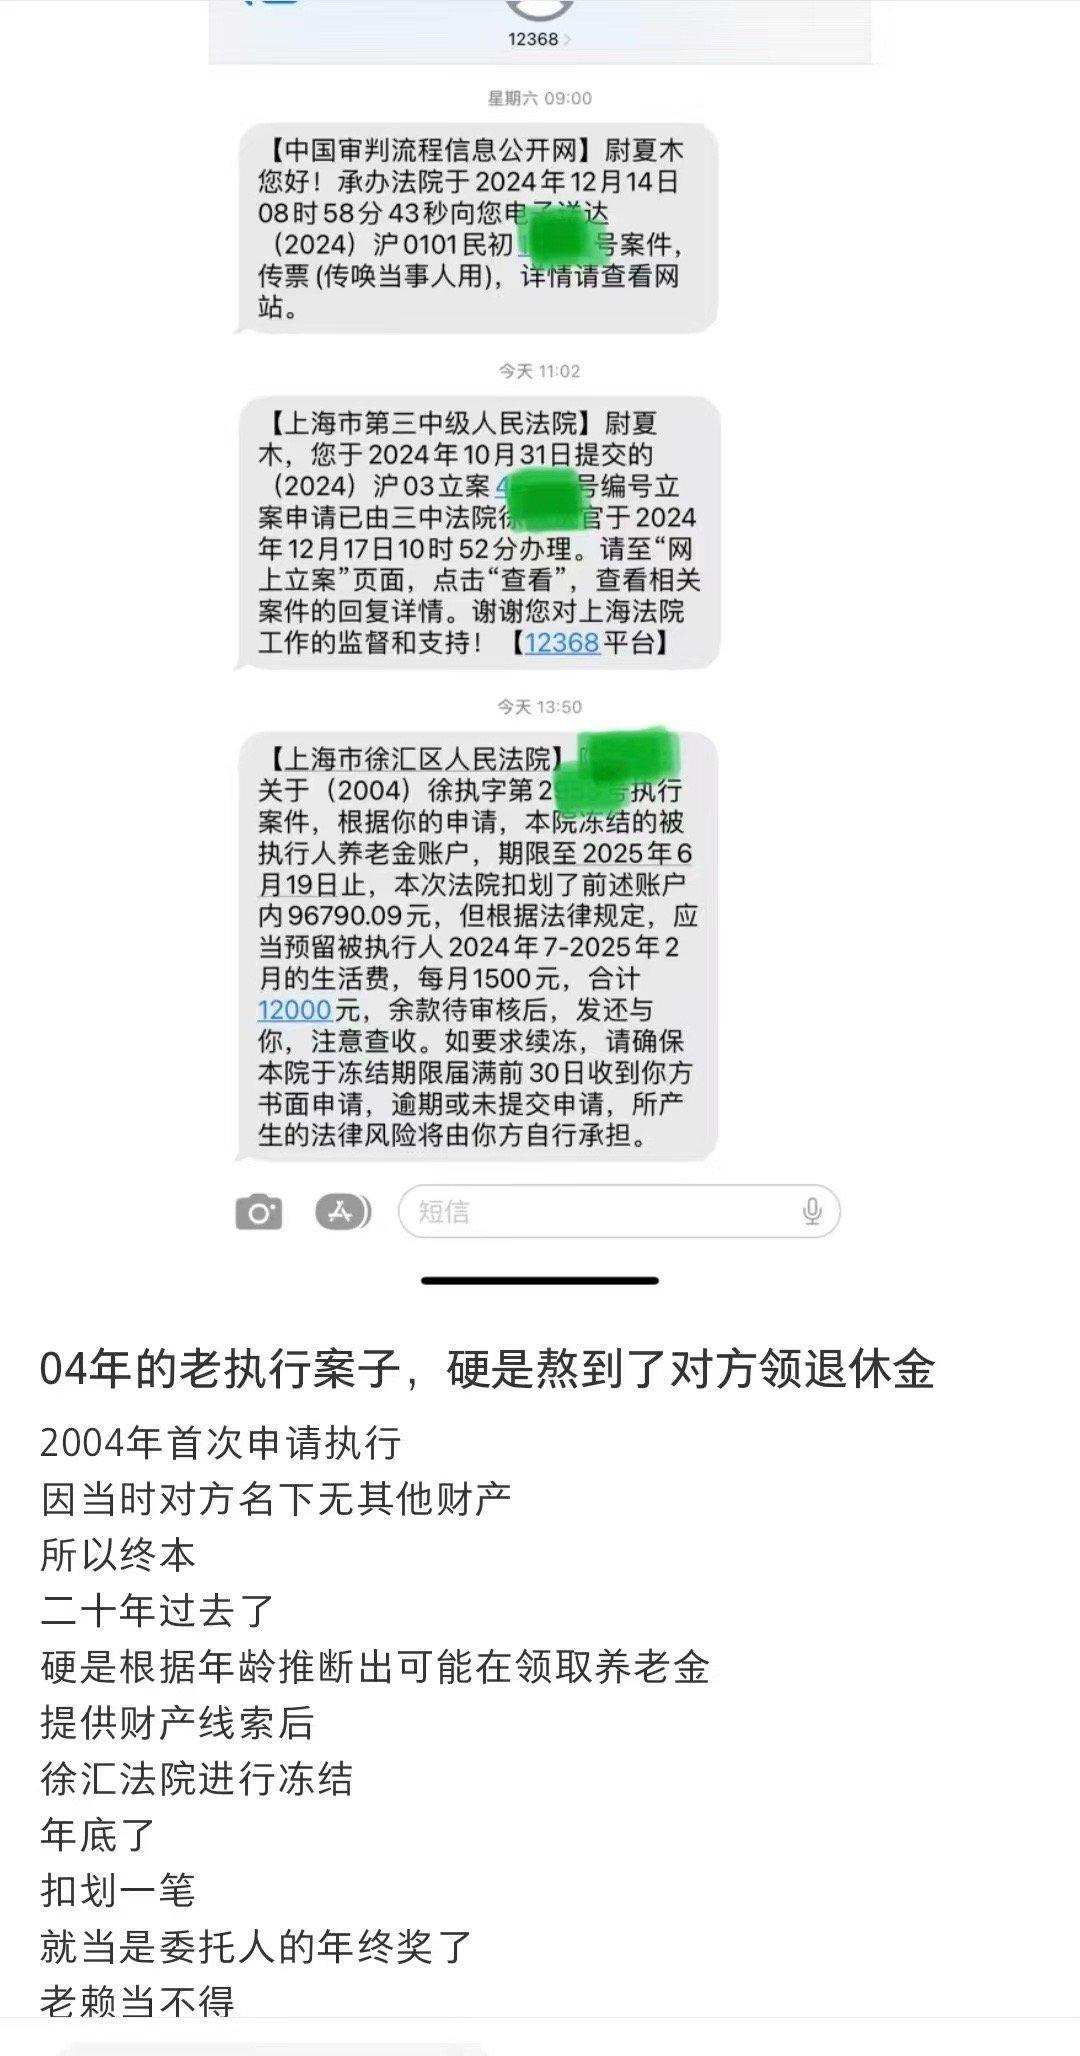 12368
星期六 09:00
【中国审判流程信息公开网】尉夏木
您好！承办法院于2024年12月14日
08时58分43秒向您电子送达
（2024）沪0101民初 号案件，
传票(传唤当事人用)，详情请查看网
站。
今天 11:02
【上海市第三中级人民法院】尉夏
木，您于2024年10月31日提交的
（2024）沪03立案 号编号立
案申请已由三中法院徐 官于2024
年12月17日10时52分办理。请至“网
上立案”页面，点击“查看”，查看相关
案件的回复详情。谢谢您对上海法院
工作的监督和支持！【12368平台】
今天 13:50
【上海市徐汇区人民法院】
关于（2004）徐执字第2 号执行
案件，根据你的申请，本院冻结的被
执行人养老金账户，期限至2025年6
月19日止，本次法院扣划了前述账户
内96790.09元，但根据法律规定，应
当预留被执行人2024年7-2025年2
月的生活费，每月1500元，合计
12000元，余款待审核后，发还与
你，注意查收。如要求续冻，请确保
本院于冻结期限届满前30日收到你方
书面申请，逾期或未提交申请，所产
生的法律风险将由你方自行承担。
短信
04年的老执行案子，硬是熬到了对方领退休金
2004年首次申请执行
因当时对方名下无其他财产
所以终本
二十年过去了
硬是根据年龄推断出可能在领取养老金
提供财产线索后
徐汇法院进行冻结
年底了
扣划一笔
就当是委托人的年终奖了
老赖当不得